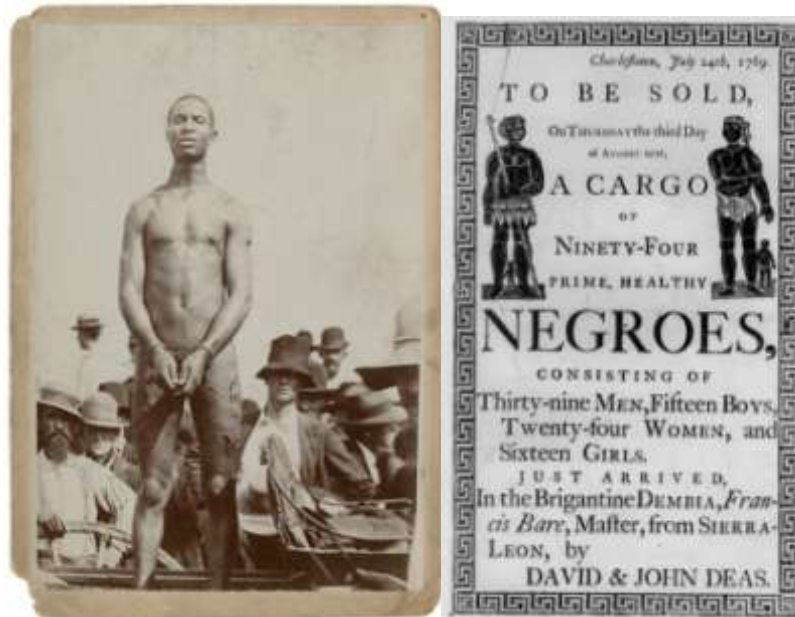 Charlestown, July 24th, 1769.
TO BE SOLD,
On THURSDAY the third Day
of AUGUST next,
A CARGO
OF
NINETY-FOUR
PRIME, HEALTHY
NEGROES,
CONSISTING OF
Thirty-nine MEN, Fifteen BOYS,
Twenty-four WOMEN, and
Sixteen GIRLS.
JUST ARRIVED,
In the Brigantine DEMBIA, Fran-
cis Bare, Maſter, from SIERRA-
LEON, by
DAVID & JOHN DEAS.